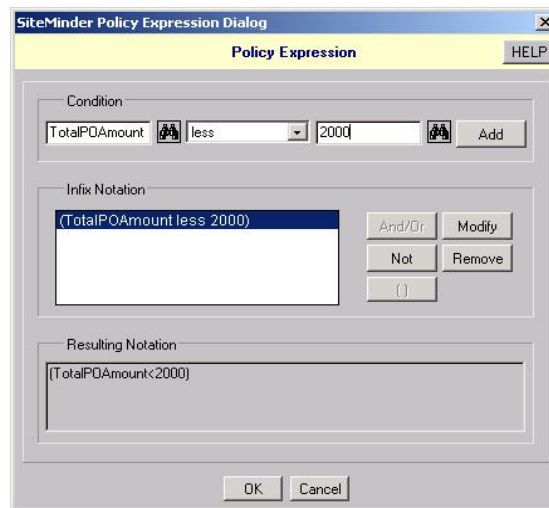 SiteMinder Policy Expression Dialog
Policy Expression
HELP
Condition
TotalPOAmount less 2000 Add
Infix Notation
(TotalPOAmount less 2000)
And/Or Modify
Not Remove
( )
Resulting Notation
(TotalPOAmount<2000)
OK Cancel